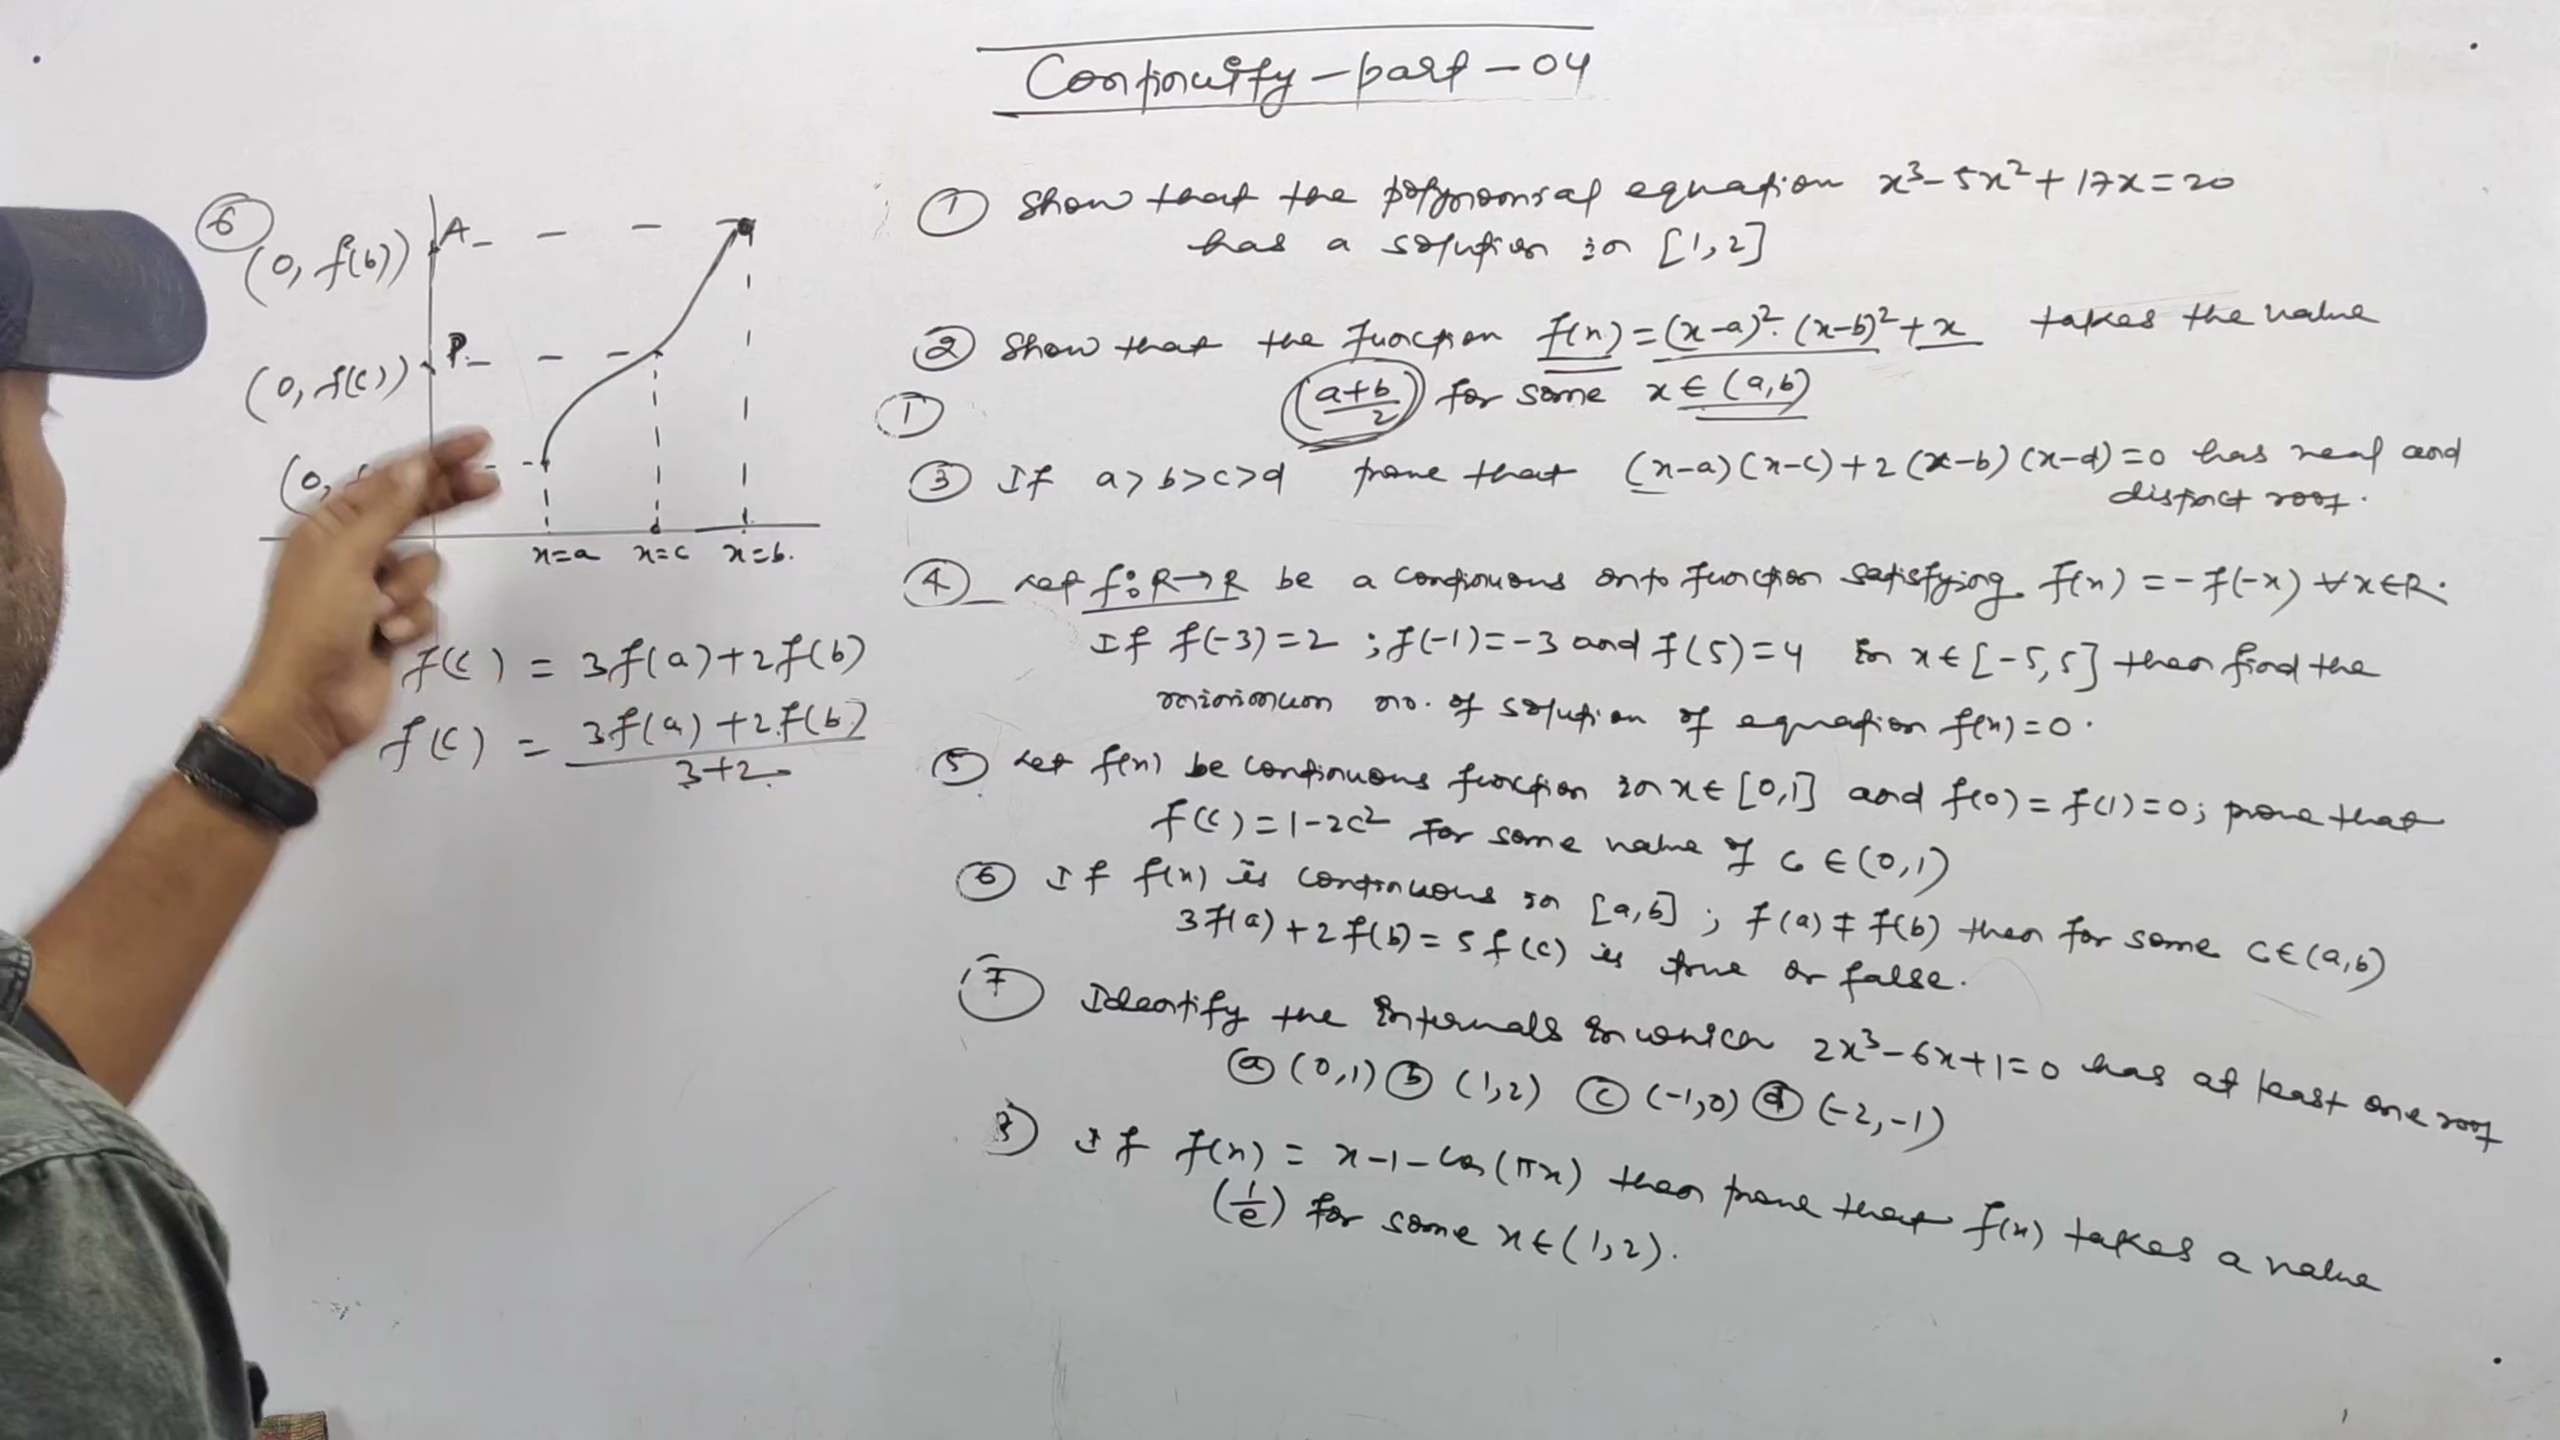 Continuity - part - 04
① Show that the polynomial equation x³-5x²+17x=20
has a solution in [1,2]
② Show that the function f(x) = (x-a)². (x-b)²+x takes the value
(a+b/2) for some x ∈ (a,b)
①
③ If a>b>c>d prove that (x-a)(x-c)+2(x-b)(x-d)=0 has real and
distinct root.
④ Let f:R→R be a continuous onto function satisfying f(x) = -f(-x) ∀x∈R.
If f(-3)=2 ; f(-1)=-3 and f(5)=4 in x∈[-5,5] then find the
minimum no. of solution of equation f(x)=0.
⑤ Let f(x) be continuous function in x∈[0,1] and f(0)=f(1)=0; prove that
f(c)=1-2c² for some value of c ∈(0,1)
⑥ If f(x) is continuous in [a,b] ; f(a)≠f(b) then for some c∈(a,b)
3f(a)+2f(b)=5f(c) is true or false.
⑦ Identify the intervals in which 2x³-6x+1=0 has at least one root
ⓐ (0,1) ⓑ (1,2) ⓒ (-1,0) ⓓ (-2,-1)
⑧ If f(x) = x-1-cos(πx) then prove that f(x) takes a value
(1/e) for some x∈(1,2).
⑥
(0, f(b)) A
(0, f(c)) P
(0,
x=a x=c x=b.
f(c) = 3f(a)+2f(b)
f(c) = 3f(a)+2f(b)
3+2